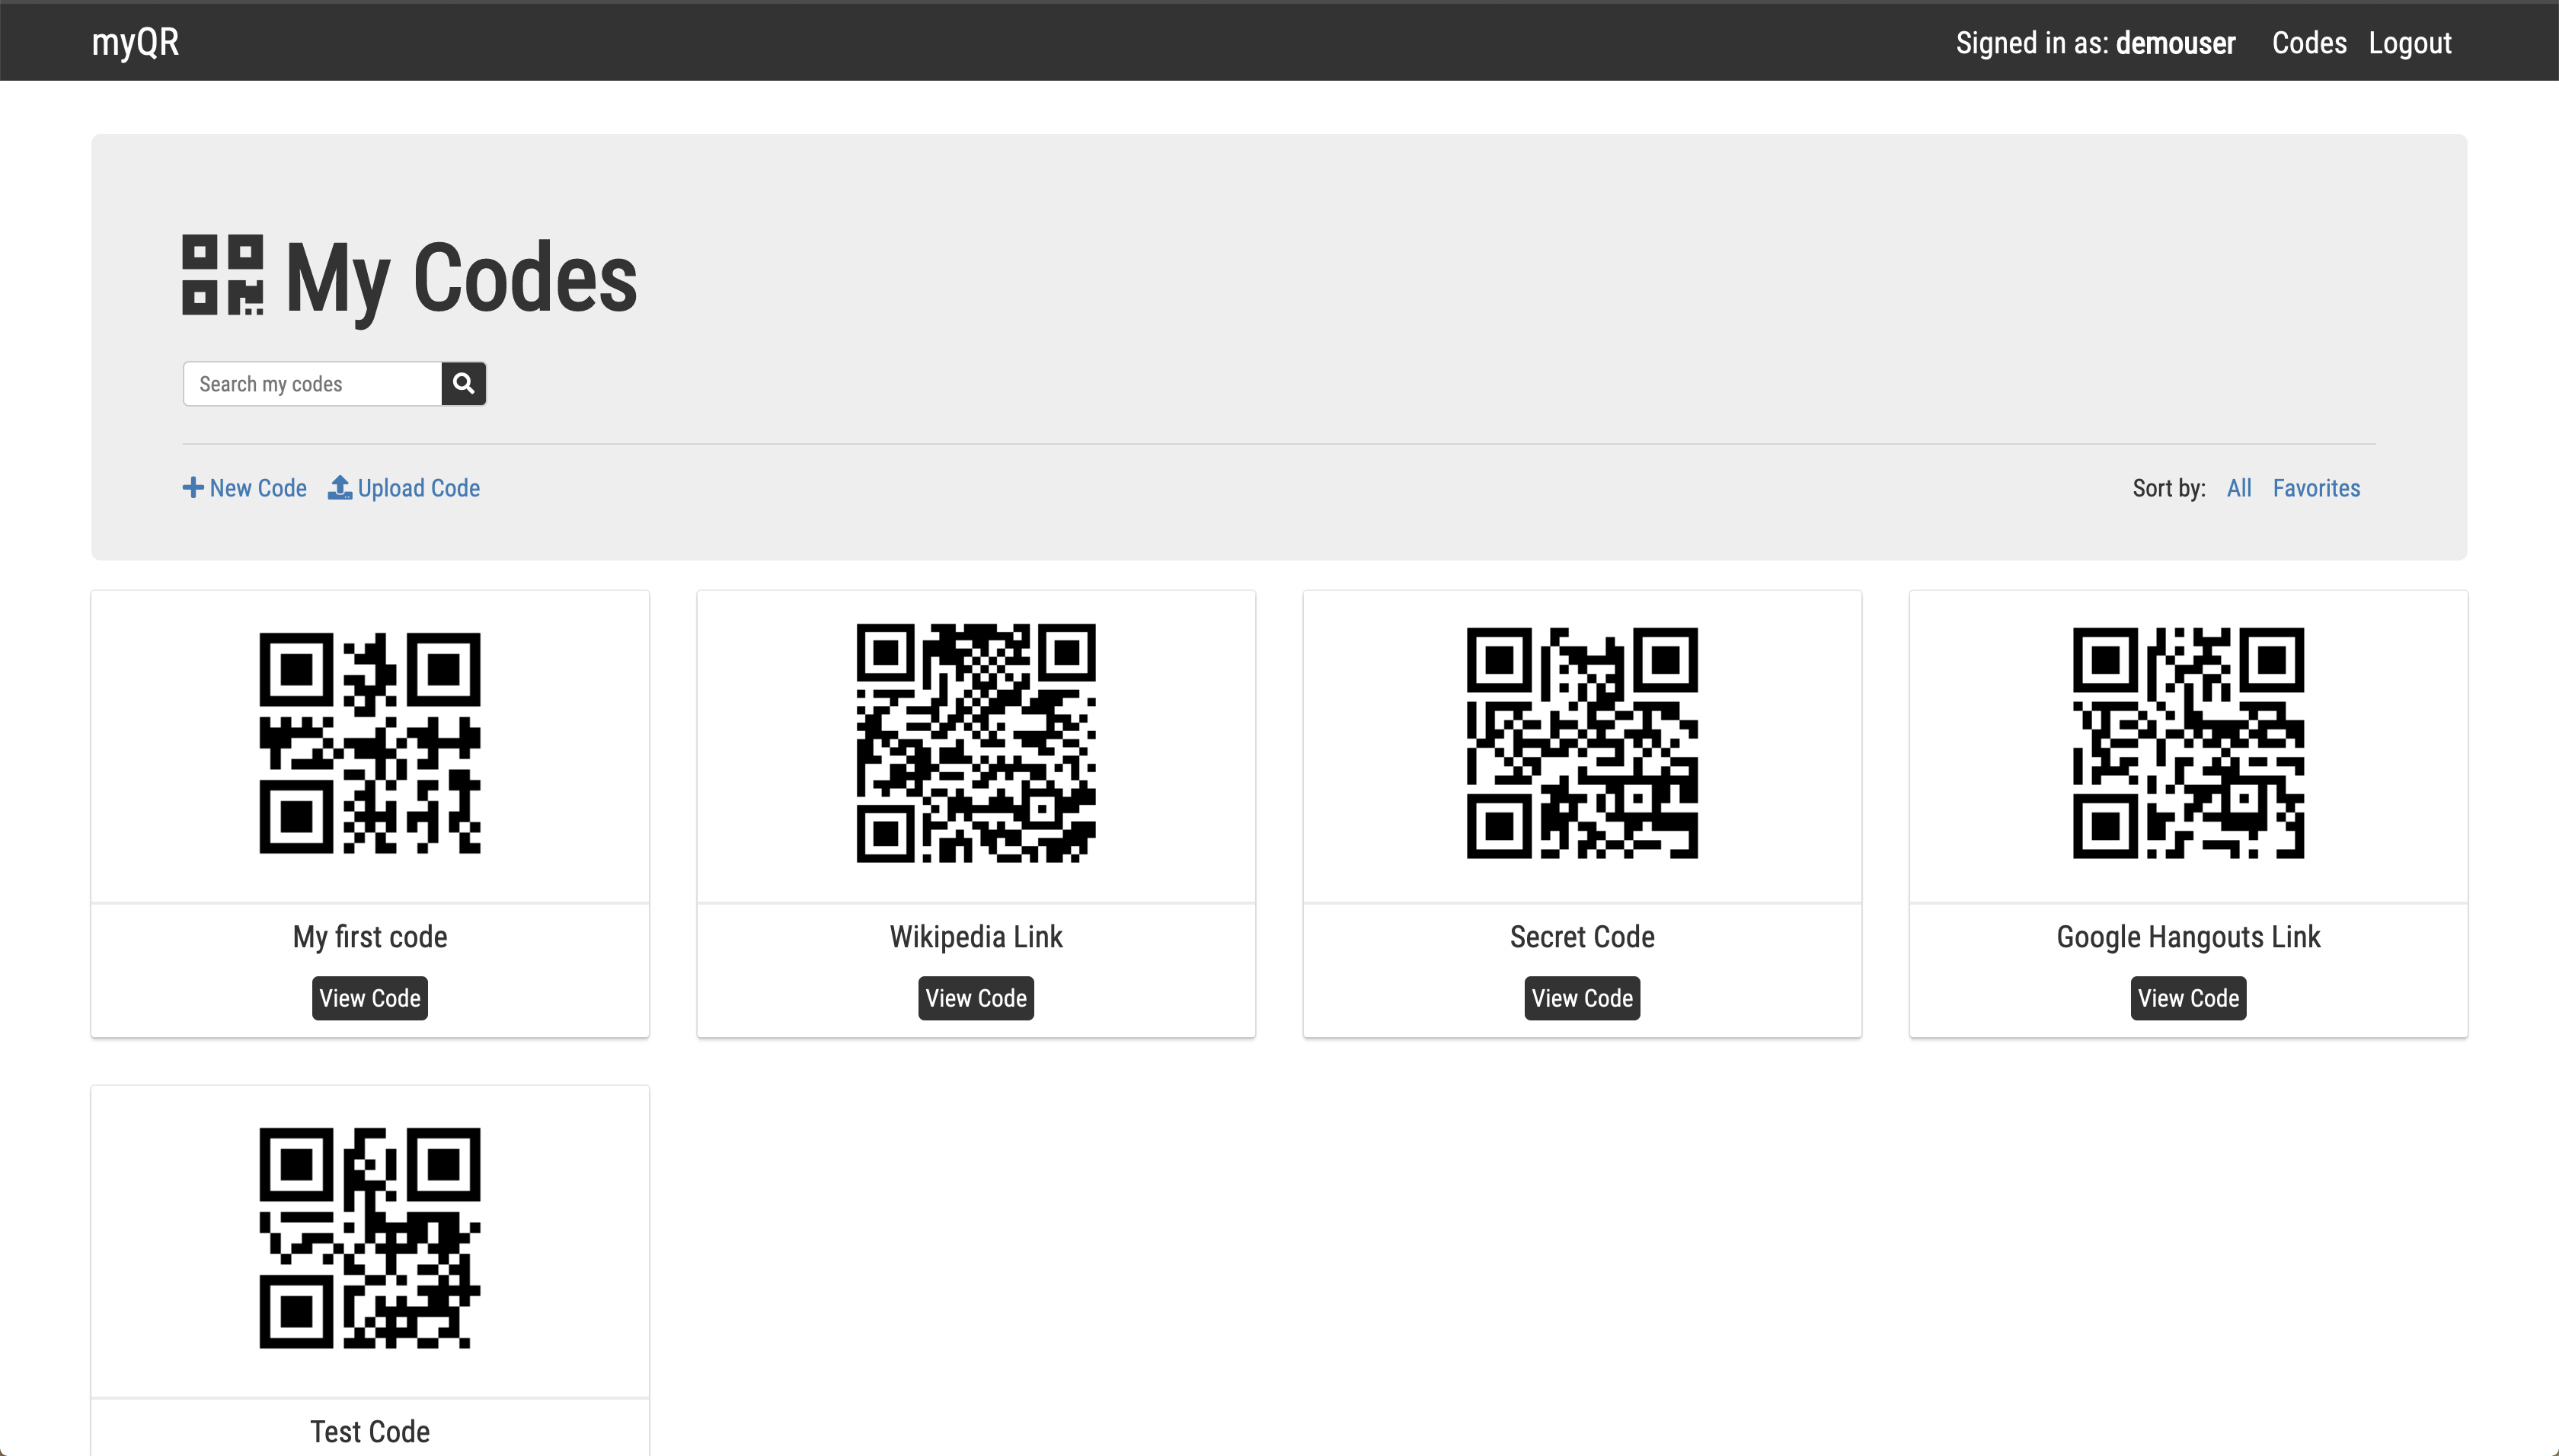 myQR
Signed in as: demouser Codes Logout
My Codes
Search my codes
New Code Upload Code
Sort by: All Favorites
My first code
View Code
Wikipedia Link
View Code
Secret Code
View Code
Google Hangouts Link
View Code
Test Code